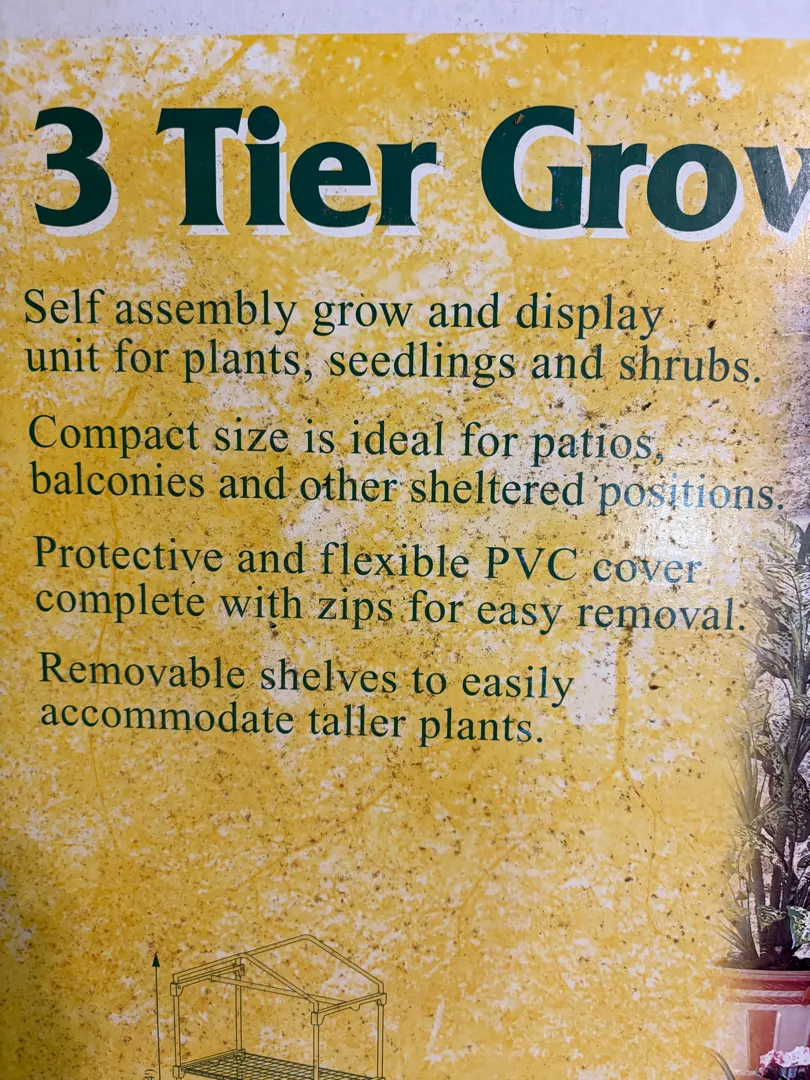 3 Tier Grow
Self assembly grow and display
unit for plants, seedlings and shrubs.
Compact size is ideal for patios,
balconies and other sheltered positions.
Protective and flexible PVC cover
complete with zips for easy removal.
Removable shelves to easily
accommodate taller plants.